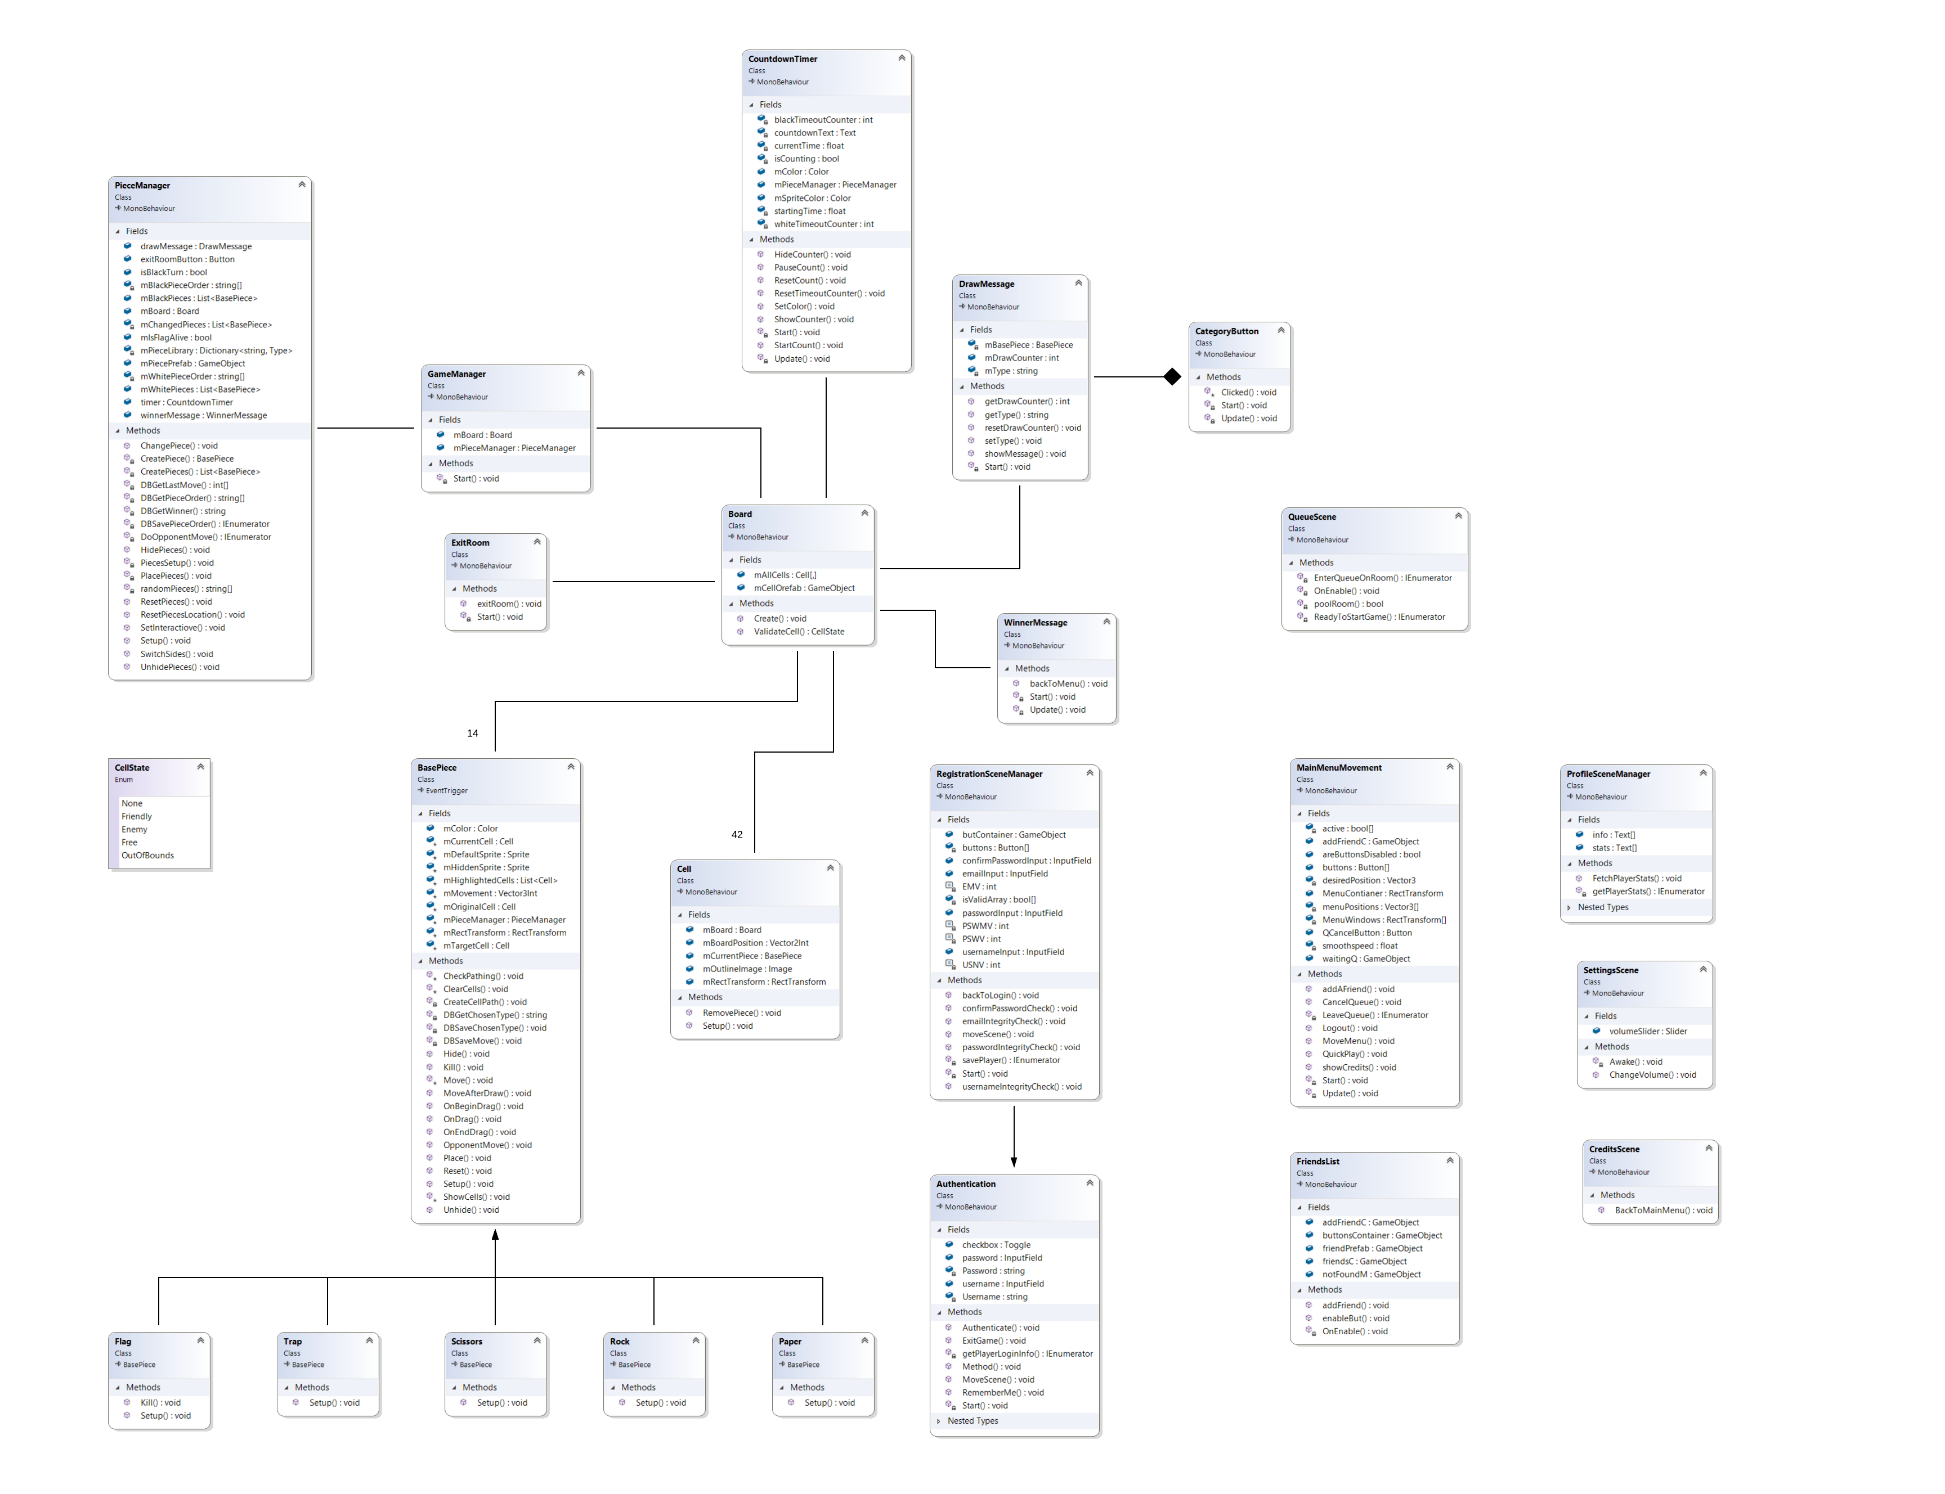 CountdownTimer
Class
MonoBehaviour
Fields
blackTimeoutCounter : int
countdownText : Text
currentTime : float
isCounting : bool
mColor : Color
mPieceManager : PieceManager
mSpriteColor : Color
startingTime : float
whiteTimeoutCounter : int
Methods
HideCounter() : void
PauseCount() : void
ResetCount() : void
ResetTimeoutCounter() : void
SetColor() : void
ShowCounter() : void
Start() : void
StartCount() : void
Update() : void
PieceManager
Class
MonoBehaviour
Fields
drawMessage : DrawMessage
exitRoomButton : Button
isBlackTurn : bool
mBlackPieceOrder : string[]
mBlackPieces : List<BasePiece>
mBoard : Board
mChangedPieces : List<BasePiece>
mIsFlagAlive : bool
mPieceLibrary : Dictionary<string, Type>
mPiecePrefab : GameObject
mWhitePieceOrder : string[]
mWhitePieces : List<BasePiece>
timer : CountdownTimer
winnerMessage : WinnerMessage
Methods
ChangePiece() : void
CreatePiece() : BasePiece
CreatePieces() : List<BasePiece>
DBGetLastMove() : int[]
DBGetPieceOrder() : string[]
DBGetWinner() : string
DBSavePieceOrder() : IEnumerator
DoOpponentMove() : IEnumerator
HidePieces() : void
PiecesSetup() : void
PlacePieces() : void
randomPieces() : string[]
ResetPieces() : void
ResetPiecesLocation() : void
SetInteractiove() : void
Setup() : void
SwitchSides() : void
UnhidePieces() : void
GameManager
Class
MonoBehaviour
Fields
mBoard : Board
mPieceManager : PieceManager
Methods
Start() : void
DrawMessage
Class
MonoBehaviour
Fields
mBasePiece : BasePiece
mDrawCounter : int
mType : string
Methods
getDrawCounter() : int
getType() : string
resetDrawCounter() : void
setType() : void
showMessage() : void
Start() : void
CategoryButton
Class
MonoBehaviour
Methods
Clicked() : void
Start() : void
Update() : void
ExitRoom
Class
MonoBehaviour
Methods
exitRoom() : void
Start() : void
Board
Class
MonoBehaviour
Fields
mAllCells : Cell[,]
mCellOrefab : GameObject
Methods
Create() : void
ValidateCell() : CellState
QueueScene
Class
MonoBehaviour
Methods
EnterQueueOnRoom() : IEnumerator
OnEnable() : void
poolRoom() : bool
ReadyToStartGame() : IEnumerator
WinnerMessage
Class
MonoBehaviour
Methods
backToMenu() : void
Start() : void
Update() : void
14
42
CellState
Enum
None
Friendly
Enemy
Free
OutOfBounds
BasePiece
Class
EventTrigger
Fields
mColor : Color
mCurrentCell : Cell
mDefaultSprite : Sprite
mHiddenSprite : Sprite
mHighlightedCells : List<Cell>
mMovement : Vector3Int
mOriginalCell : Cell
mPieceManager : PieceManager
mRectTransform : RectTransform
mTargetCell : Cell
Methods
CheckPathing() : void
ClearCells() : void
CreateCellPath() : void
DBGetChosenType() : string
DBSaveChosenType() : void
DBSaveMove() : void
Hide() : void
Kill() : void
Move() : void
MoveAfterDraw() : void
OnBeginDrag() : void
OnDrag() : void
OnEndDrag() : void
OpponentMove() : void
Place() : void
Reset() : void
Setup() : void
ShowCells() : void
Unhide() : void
Cell
Class
MonoBehaviour
Fields
mBoard : Board
mBoardPosition : Vector2Int
mCurrentPiece : BasePiece
mOutlineImage : Image
mRectTransform : RectTransform
Methods
RemovePiece() : void
Setup() : void
RegistrationSceneManager
Class
MonoBehaviour
Fields
butContainer : GameObject
buttons : Button[]
confirmPasswordInput : InputField
emailInput : InputField
EMV : int
isValidArray : bool[]
passwordInput : InputField
PSWMV : int
PSWV : int
usernameInput : InputField
USNV : int
Methods
backToLogin() : void
confirmPasswordCheck() : void
emailIntegrityCheck() : void
moveScene() : void
passwordIntegrityCheck() : void
savePlayer() : IEnumerator
Start() : void
usernameIntegrityCheck() : void
MainMenuMovement
Class
MonoBehaviour
Fields
active : bool[]
addFriendC : GameObject
areButtonsDisabled : bool
buttons : Button[]
desiredPosition : Vector3
MenuContianer : RectTransform
menuPositions : Vector3[]
MenuWindows : RectTransform[]
QCancelButton : Button
smoothspeed : float
waitingQ : GameObject
Methods
addAFriend() : void
CancelQueue() : void
LeaveQueue() : IEnumerator
Logout() : void
MoveMenu() : void
QuickPlay() : void
showCredits() : void
Start() : void
Update() : void
ProfileSceneManager
Class
MonoBehaviour
Fields
info : Text[]
stats : Text[]
Methods
FetchPlayerStats() : void
getPlayerStats() : IEnumerator
Nested Types
SettingsScene
Class
MonoBehaviour
Fields
volumeSlider : Slider
Methods
Awake() : void
ChangeVolume() : void
CreditsScene
Class
MonoBehaviour
Methods
BackToMainMenu() : void
FriendsList
Class
MonoBehaviour
Fields
addFriendC : GameObject
buttonsContainer : GameObject
friendPrefab : GameObject
friendsC : GameObject
notFoundM : GameObject
Methods
addFriend() : void
enableBut() : void
OnEnable() : void
Authentication
Class
MonoBehaviour
Fields
checkbox : Toggle
password : InputField
Password : string
username : InputField
Username : string
Methods
Authenticate() : void
ExitGame() : void
getPlayerLoginInfo() : IEnumerator
Method() : void
MoveScene() : void
RememberMe() : void
Start() : void
Nested Types
Flag
Class
BasePiece
Methods
Kill() : void
Setup() : void
Trap
Class
BasePiece
Methods
Setup() : void
Scissors
Class
BasePiece
Methods
Setup() : void
Rock
Class
BasePiece
Methods
Setup() : void
Paper
Class
BasePiece
Methods
Setup() : void